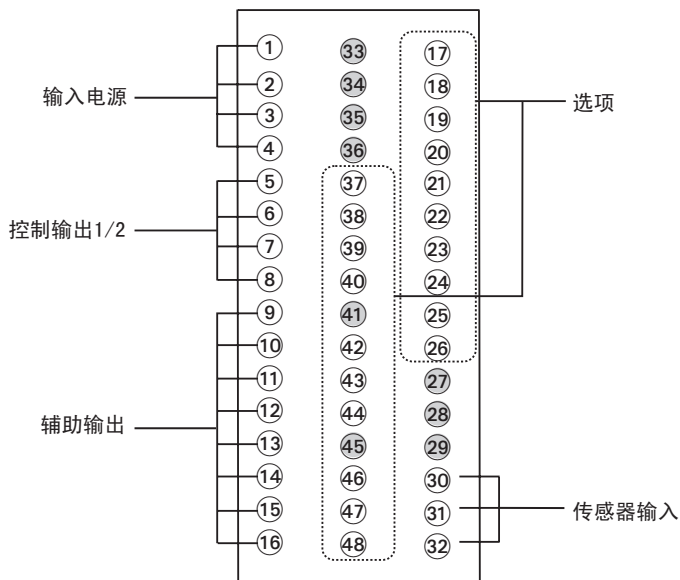 ① ㉝ ⑰
② ㉞ ⑱
输入电源 选项
③ ㉟ ⑲
④ ㊱ ⑳
⑤ ㊲ ㉑
⑥ ㊳ ㉒
控制输出1/2
⑦ ㊴ ㉓
⑧ ㊵ ㉔
⑨ ㊶ ㉕
⑩ ㊷ ㉖
⑪ ㊸ ㉗
⑫ ㊹ ㉘
辅助输出
⑬ ㊺ ㉙
⑭ ㊻ ㉚
⑮ ㊼ ㉛
传感器输入
⑯ ㊽ ㉜